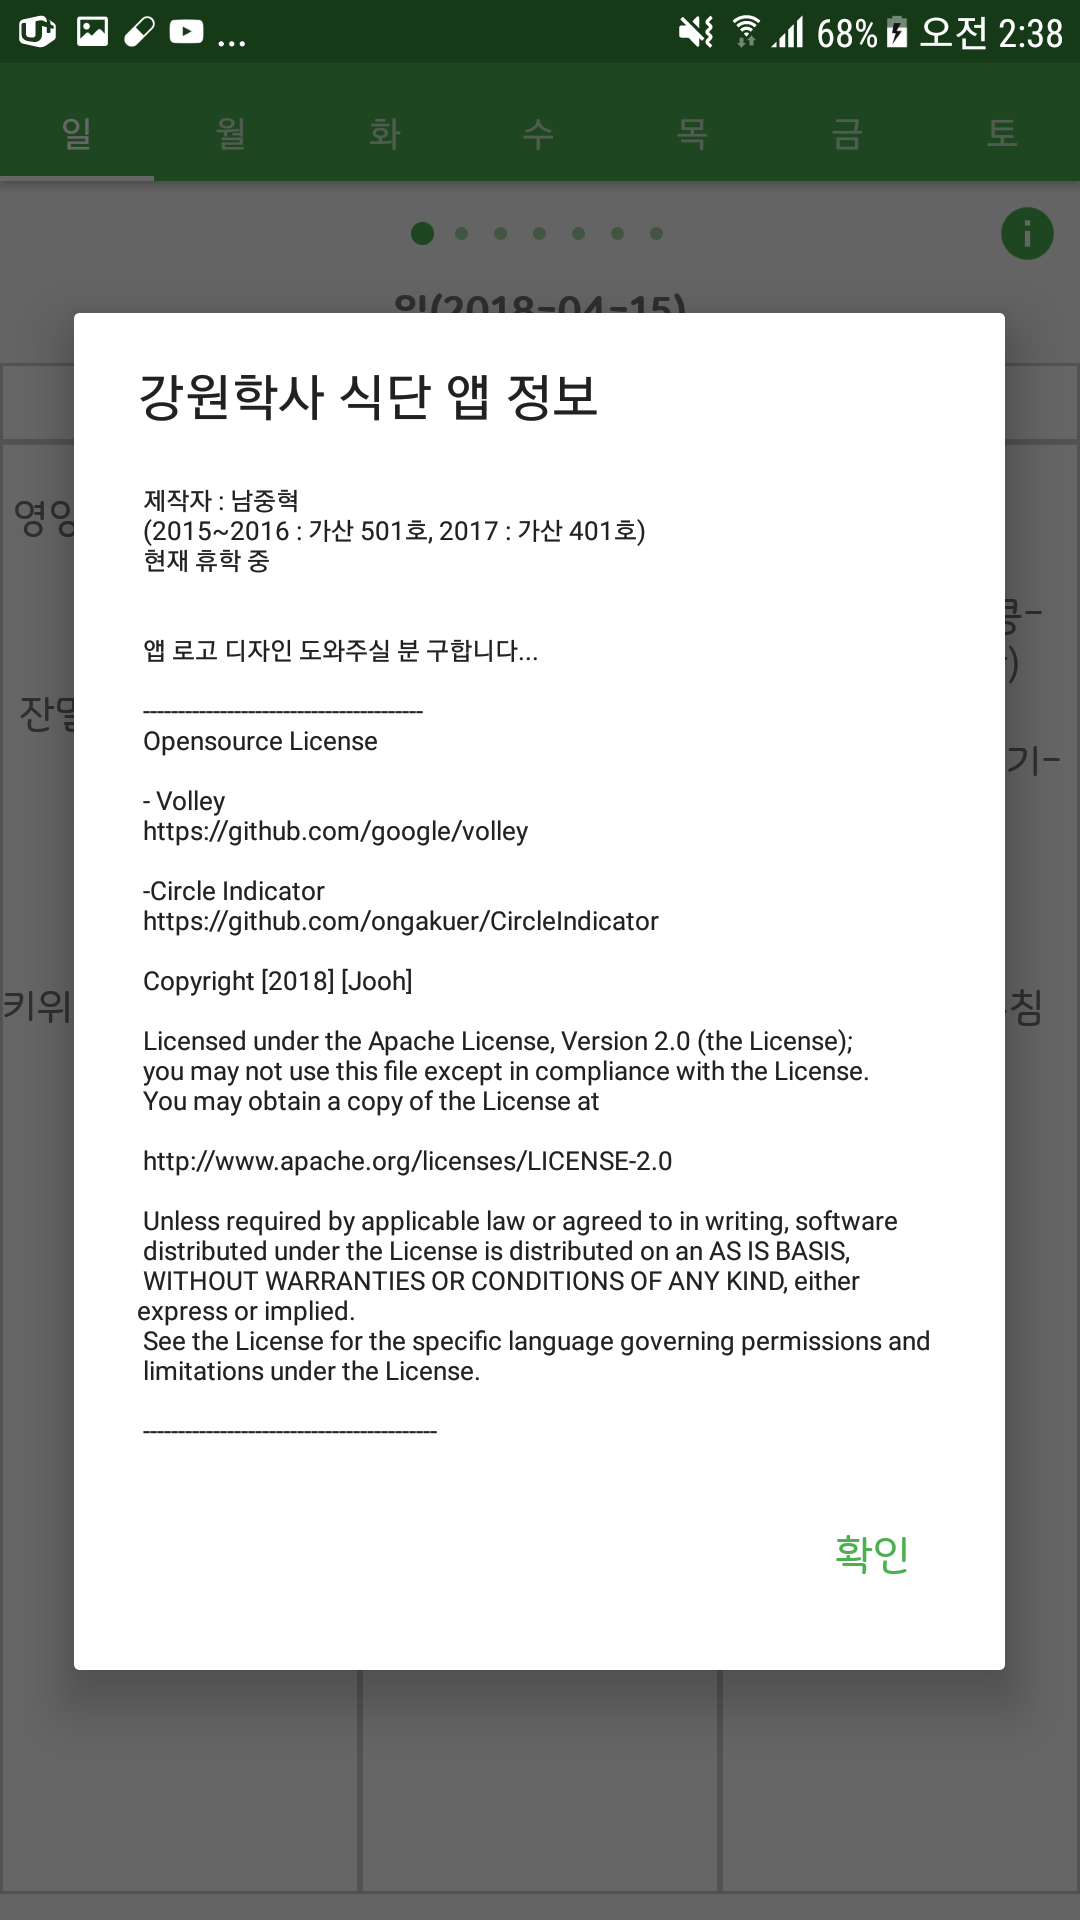 U+ ... 68% 오전 2:38
일 월 화 수 목 금 토
일(2018-04-15)
강원학사 식단 앱 정보
제작자 : 남중혁
(2015~2016 : 가산 501호, 2017 : 가산 401호)
현재 휴학 중
앱 로고 디자인 도와주실 분 구합니다...
----------------------------------------
Opensource License
- Volley
https://github.com/google/volley
-Circle Indicator
https://github.com/ongakuer/CircleIndicator
Copyright [2018] [Jooh]
Licensed under the Apache License, Version 2.0 (the License);
you may not use this file except in compliance with the License.
You may obtain a copy of the License at
http://www.apache.org/licenses/LICENSE-2.0
Unless required by applicable law or agreed to in writing, software
distributed under the License is distributed on an AS IS BASIS,
WITHOUT WARRANTIES OR CONDITIONS OF ANY KIND, either
express or implied.
See the License for the specific language governing permissions and
limitations under the License.
------------------------------------------
확인
키위
기-
침